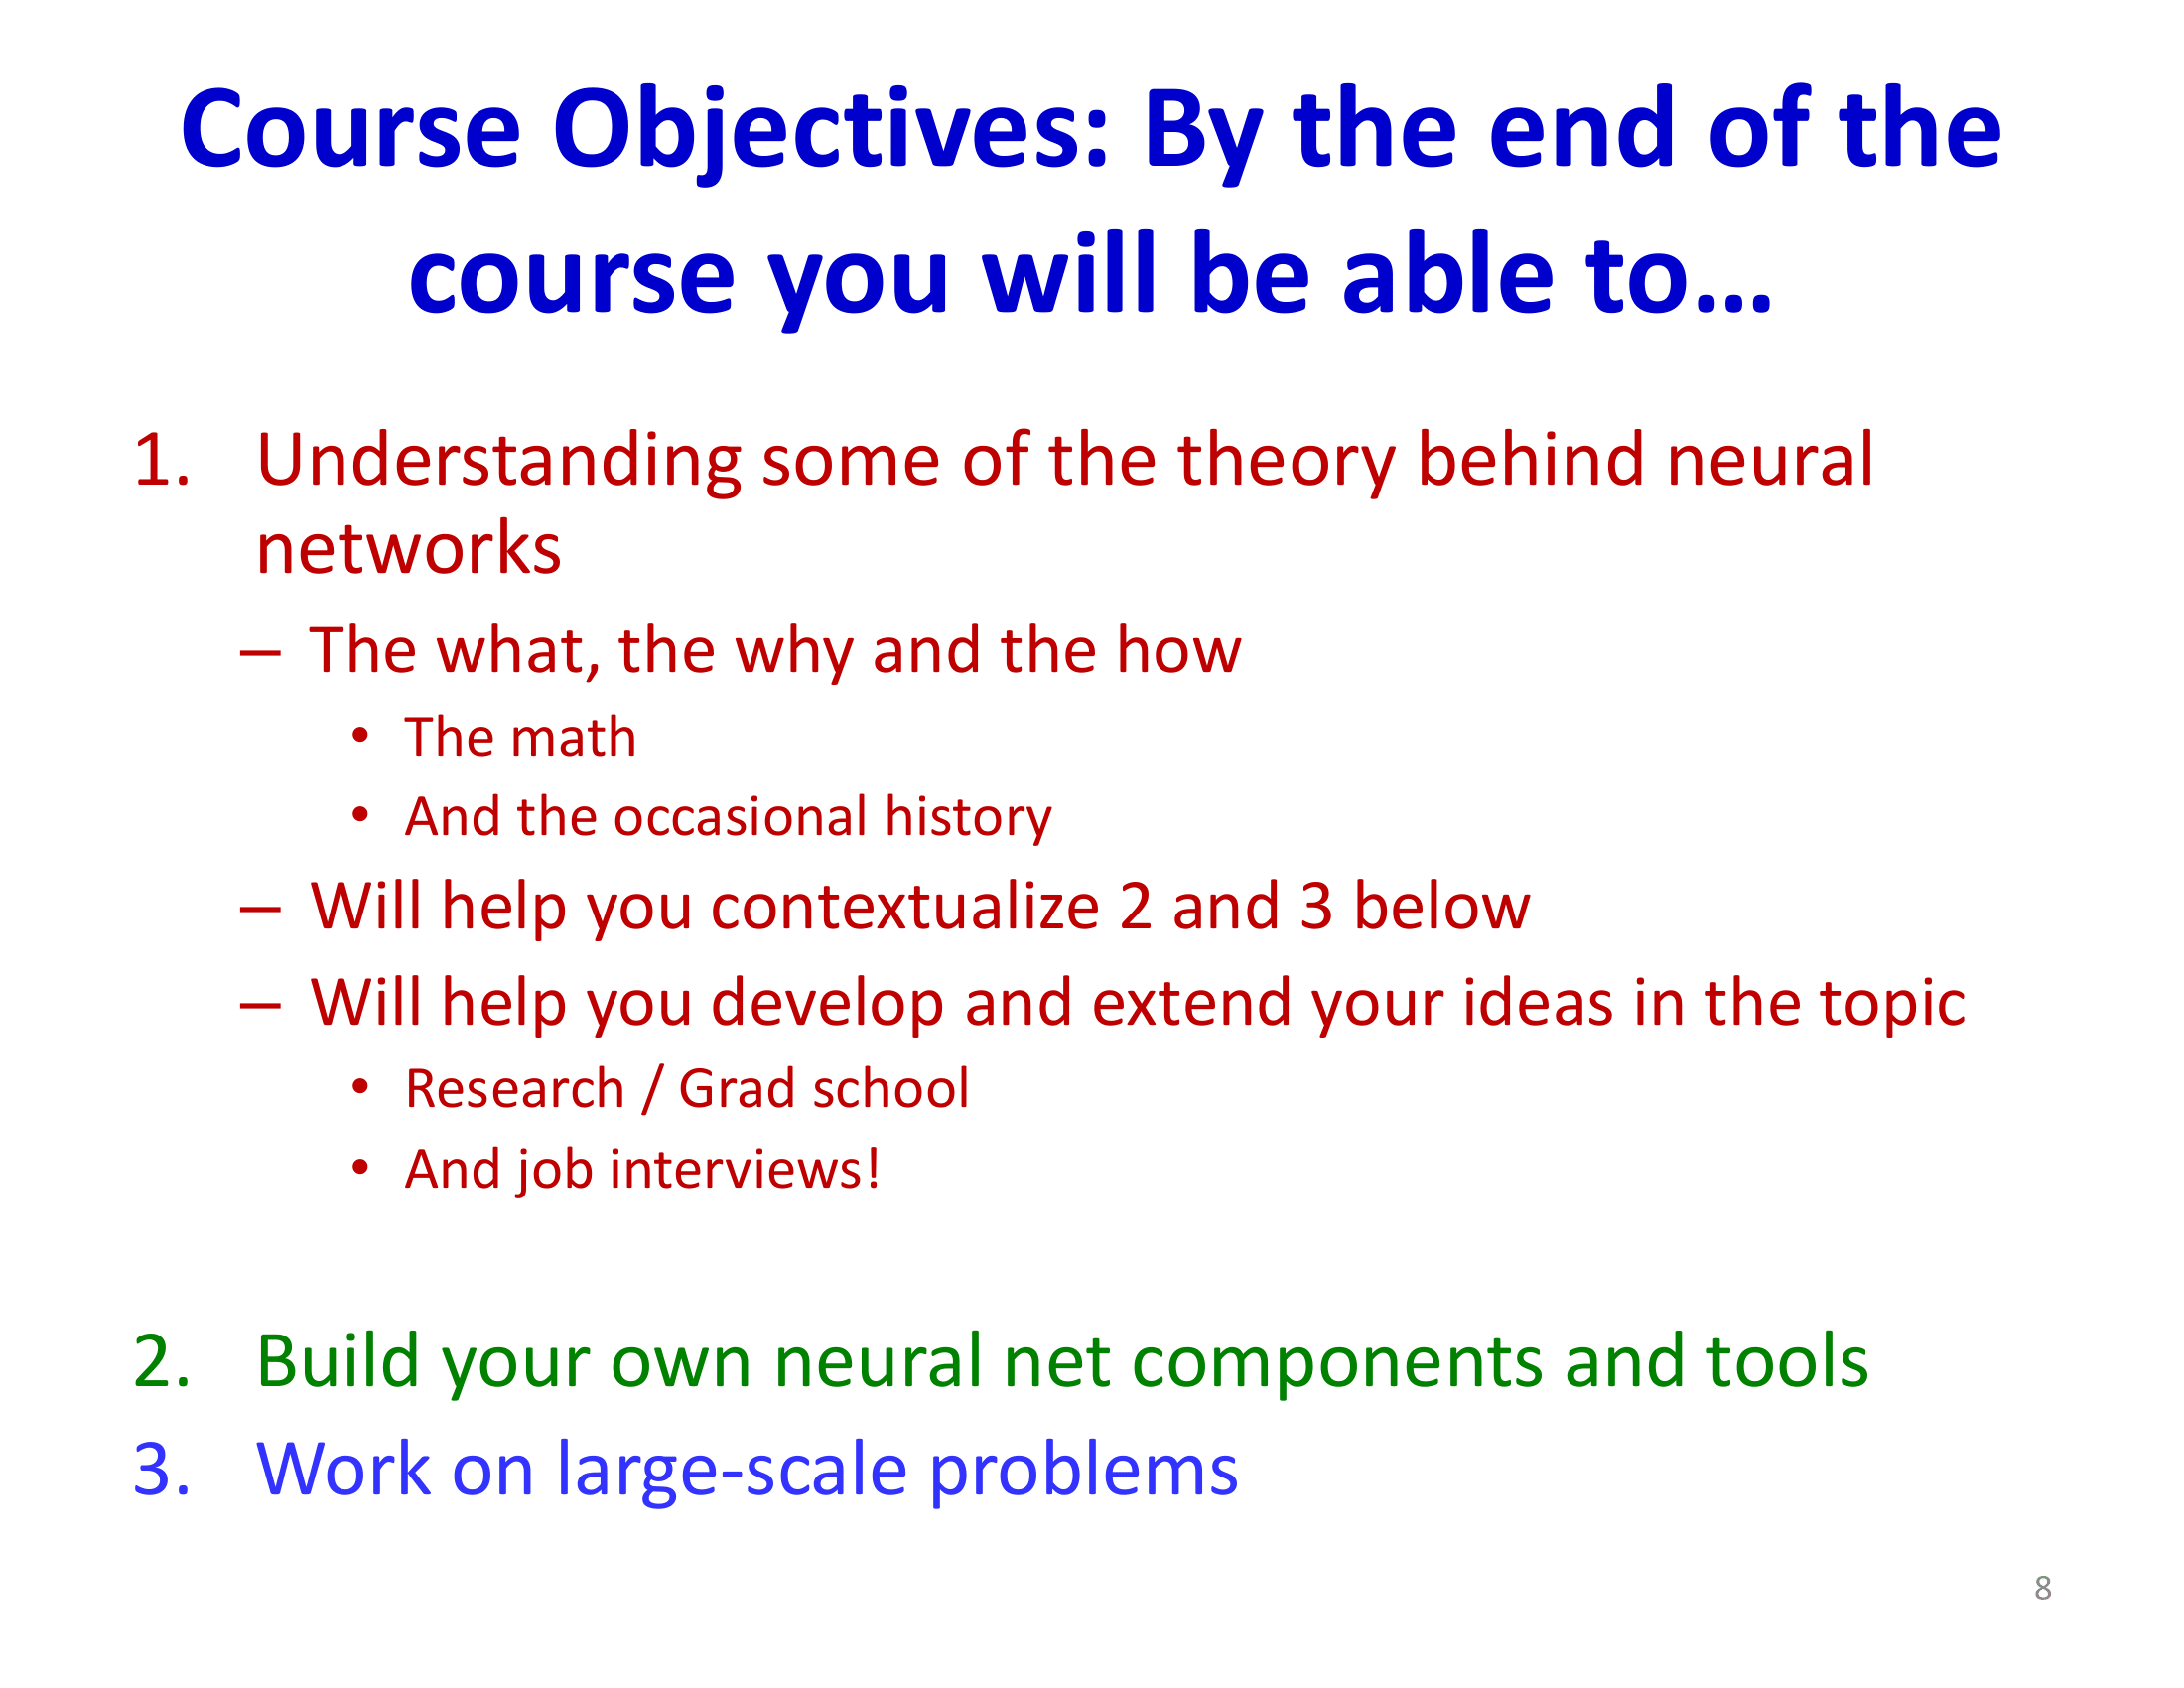 Course Objectives: By the end of the
course you will be able to...
1. Understanding some of the theory behind neural
networks
– The what, the why and the how
• The math
• And the occasional history
– Will help you contextualize 2 and 3 below
– Will help you develop and extend your ideas in the topic
• Research / Grad school
• And job interviews!
2. Build your own neural net components and tools
3. Work on large-scale problems
8